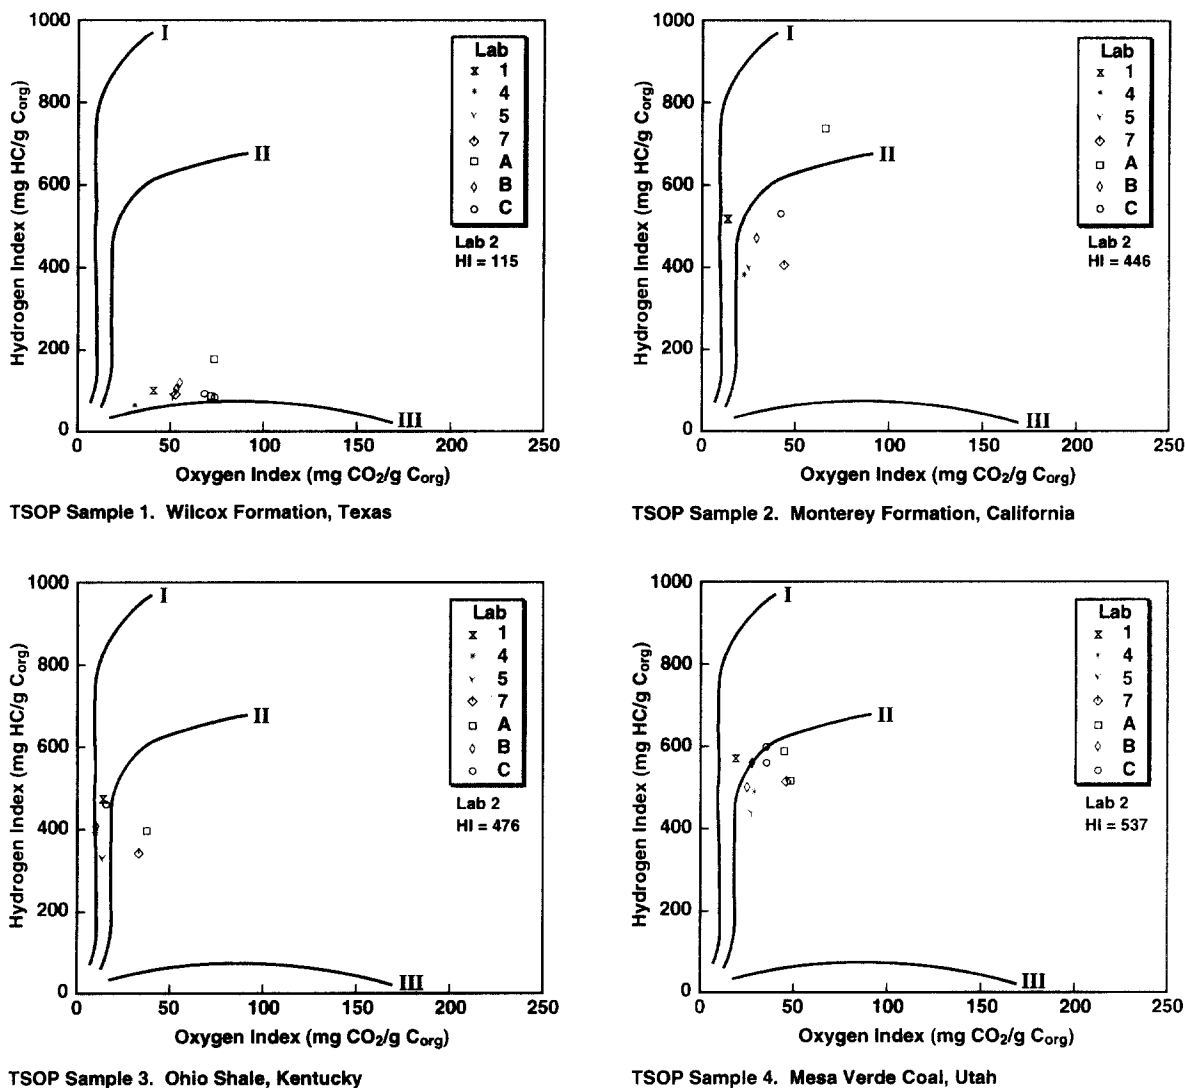 1000
800
600
400
200
0
Hydrogen Index (mg HC/g Corg)
I
II
III
Lab
1
4
5
7
A
B
C
Lab 2
HI = 115
0 50 100 150 200 250
Oxygen Index (mg CO2/g Corg)
TSOP Sample 1. Wilcox Formation, Texas
1000
800
600
400
200
0
Hydrogen Index (mg HC/g Corg)
I
II
III
Lab
1
4
5
7
A
B
C
Lab 2
HI = 446
0 50 100 150 200 250
Oxygen Index (mg CO2/g Corg)
TSOP Sample 2. Monterey Formation, California
1000
800
600
400
200
0
Hydrogen Index (mg HC/g Corg)
I
II
III
Lab
1
4
5
7
A
B
C
Lab 2
HI = 476
0 50 100 150 200 250
Oxygen Index (mg CO2/g Corg)
TSOP Sample 3. Ohio Shale, Kentucky
1000
800
600
400
200
0
Hydrogen Index (mg HC/g Corg)
I
II
III
Lab
1
4
5
7
A
B
C
Lab 2
HI = 537
0 50 100 150 200 250
Oxygen Index (mg CO2/g Corg)
TSOP Sample 4. Mesa Verde Coal, Utah